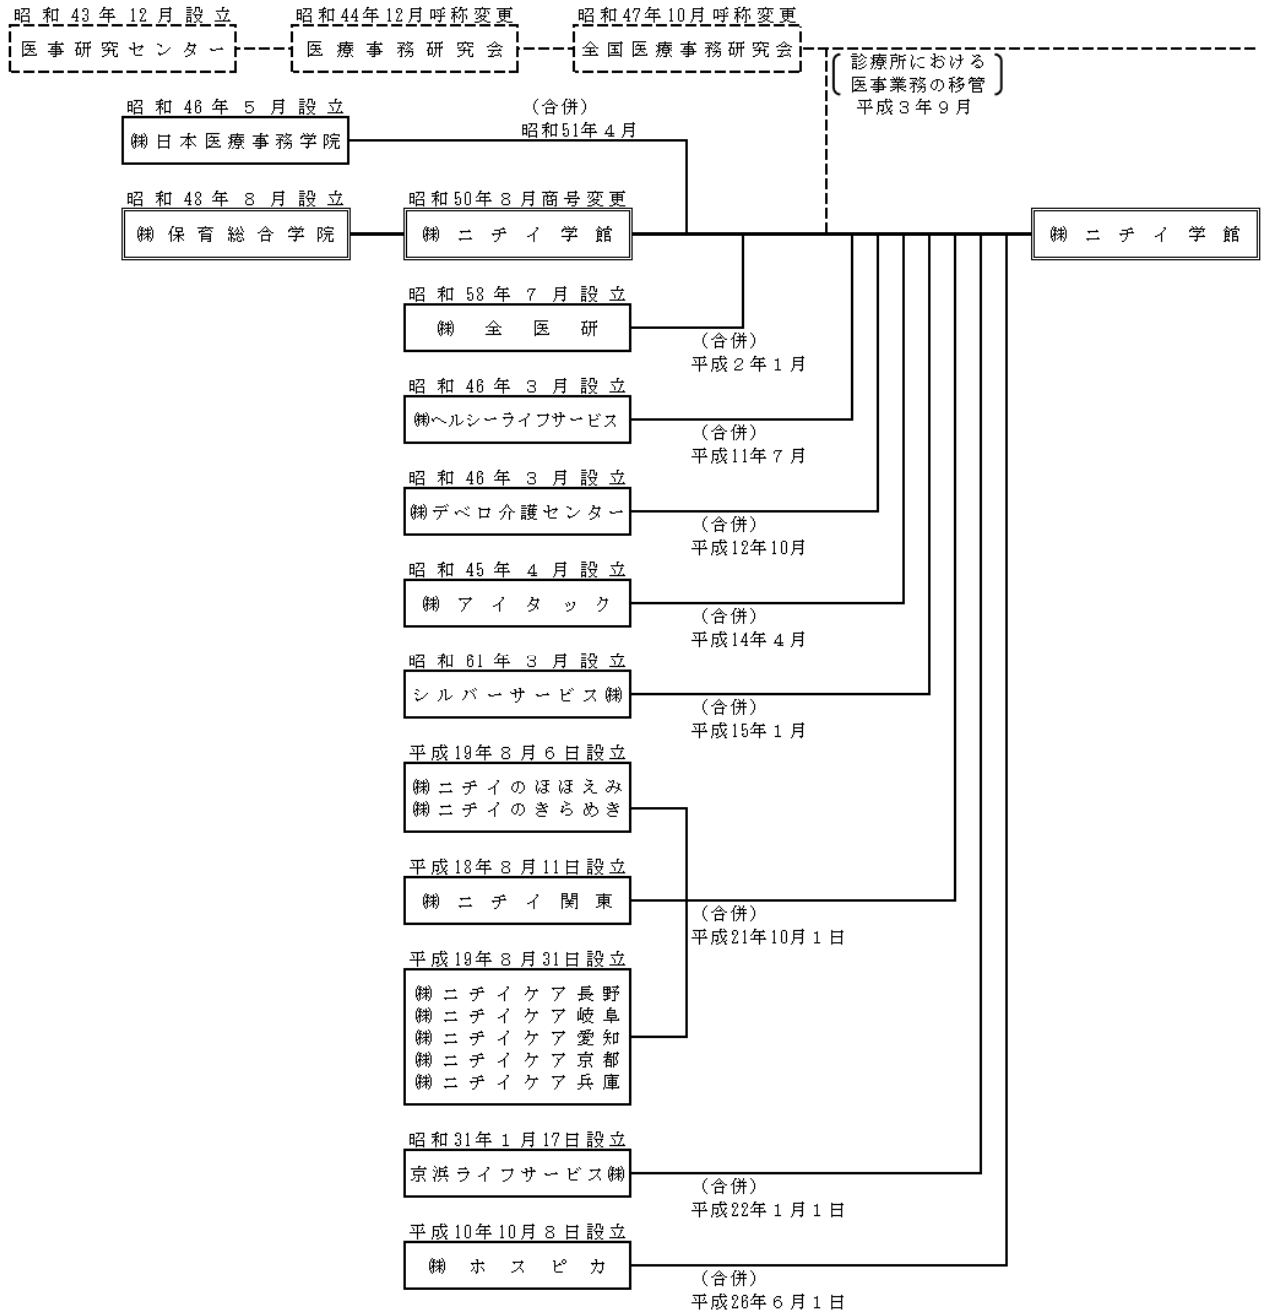 昭和43年12月設立
医事研究センター
昭和44年12月呼称変更
医療事務研究会
昭和47年10月呼称変更
全国医療事務研究会
診療所における
医事業務の移管
平成3年9月
昭和46年5月設立
㈱日本医療事務学院
(合併)
昭和51年4月
昭和48年8月設立
㈱保育総合学院
昭和50年8月商号変更
㈱ニチイ学館
㈱ニチイ学館
昭和58年7月設立
㈱全医研
(合併)
平成2年1月
昭和46年3月設立
㈱ヘルシーライフサービス
(合併)
平成11年7月
昭和46年3月設立
㈱デベロ介護センター
(合併)
平成12年10月
昭和45年4月設立
㈱アイタック
(合併)
平成14年4月
昭和61年3月設立
シルバーサービス㈱
(合併)
平成15年1月
平成19年8月6日設立
㈱ニチイのほほえみ
㈱ニチイのきらめき
平成18年8月11日設立
㈱ニチイ関東
(合併)
平成21年10月1日
平成19年8月31日設立
㈱ニチイケア長野
㈱ニチイケア岐阜
㈱ニチイケア愛知
㈱ニチイケア京都
㈱ニチイケア兵庫
昭和31年1月17日設立
京浜ライフサービス㈱
(合併)
平成22年1月1日
平成10年10月8日設立
㈱ホスピカ
(合併)
平成26年6月1日